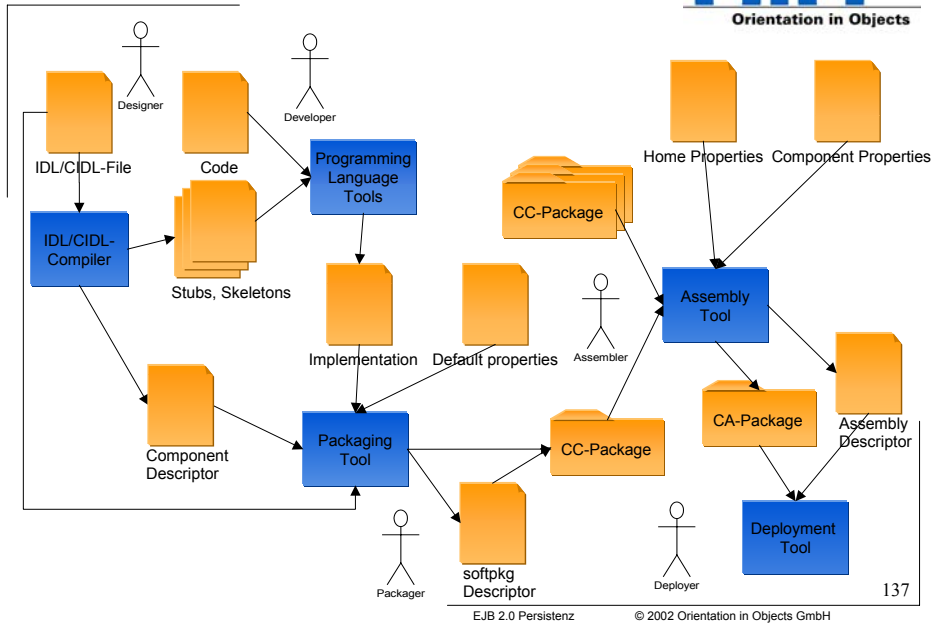 Orientation in Objects
Designer
Developer
IDL/CIDL-File
Code
Programming
Language
Tools
Home Properties
Component Properties
CC-Package
IDL/CIDL-
Compiler
Stubs, Skeletons
Assembly
Tool
Implementation
Default properties
Assembler
Component
Descriptor
Packaging
Tool
CC-Package
CA-Package
Assembly
Descriptor
Packager
softpkg
Descriptor
Deployer
Deployment
Tool
137
EJB 2.0 Persistenz
© 2002 Orientation in Objects GmbH